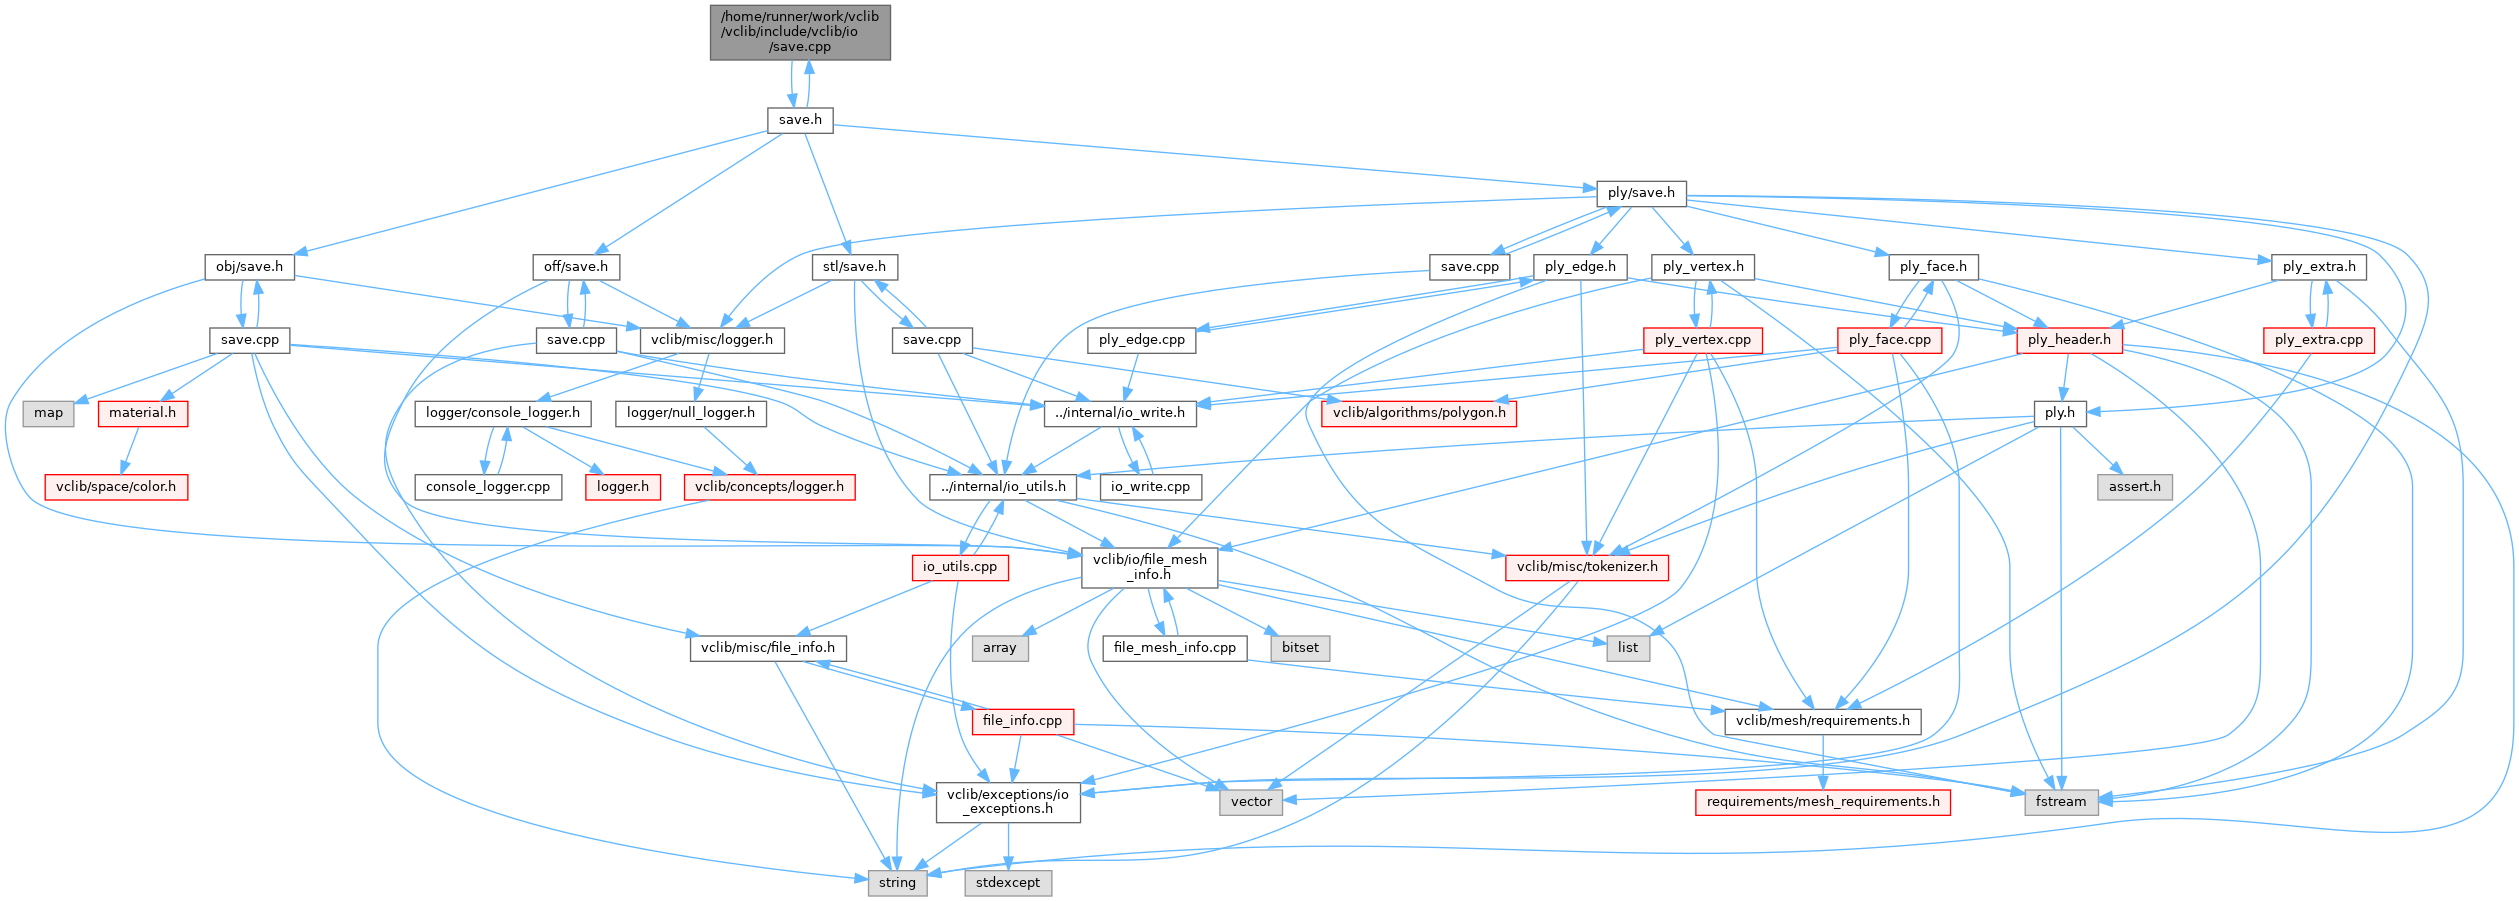 /home/runner/work/vclib
/vclib/include/vclib/io
/save.cpp
save.h
ply/save.h
obj/save.h
off/save.h
stl/save.h
save.cpp
ply_edge.h
ply_vertex.h
ply_face.h
ply_extra.h
save.cpp
save.cpp
vclib/misc/logger.h
save.cpp
ply_edge.cpp
ply_vertex.cpp
ply_face.cpp
ply_header.h
ply_extra.cpp
map
material.h
logger/console_logger.h
logger/null_logger.h
../internal/io_write.h
vclib/algorithms/polygon.h
ply.h
vclib/space/color.h
console_logger.cpp
logger.h
vclib/concepts/logger.h
../internal/io_utils.h
io_write.cpp
assert.h
io_utils.cpp
vclib/io/file_mesh
_info.h
vclib/misc/tokenizer.h
vclib/misc/file_info.h
array
file_mesh_info.cpp
bitset
list
file_info.cpp
vclib/mesh/requirements.h
vclib/exceptions/io
_exceptions.h
vector
requirements/mesh_requirements.h
fstream
string
stdexcept